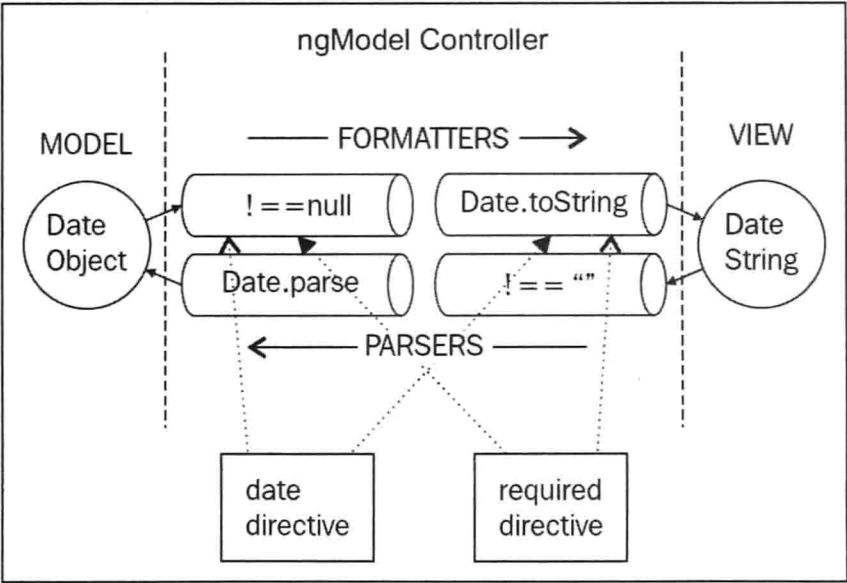 ngModel Controller
MODEL
FORMATTERS
VIEW
Date
Object
! ==null
Date.toString
Date
String
Date.parse
! == “”
PARSERS
date
directive
required
directive